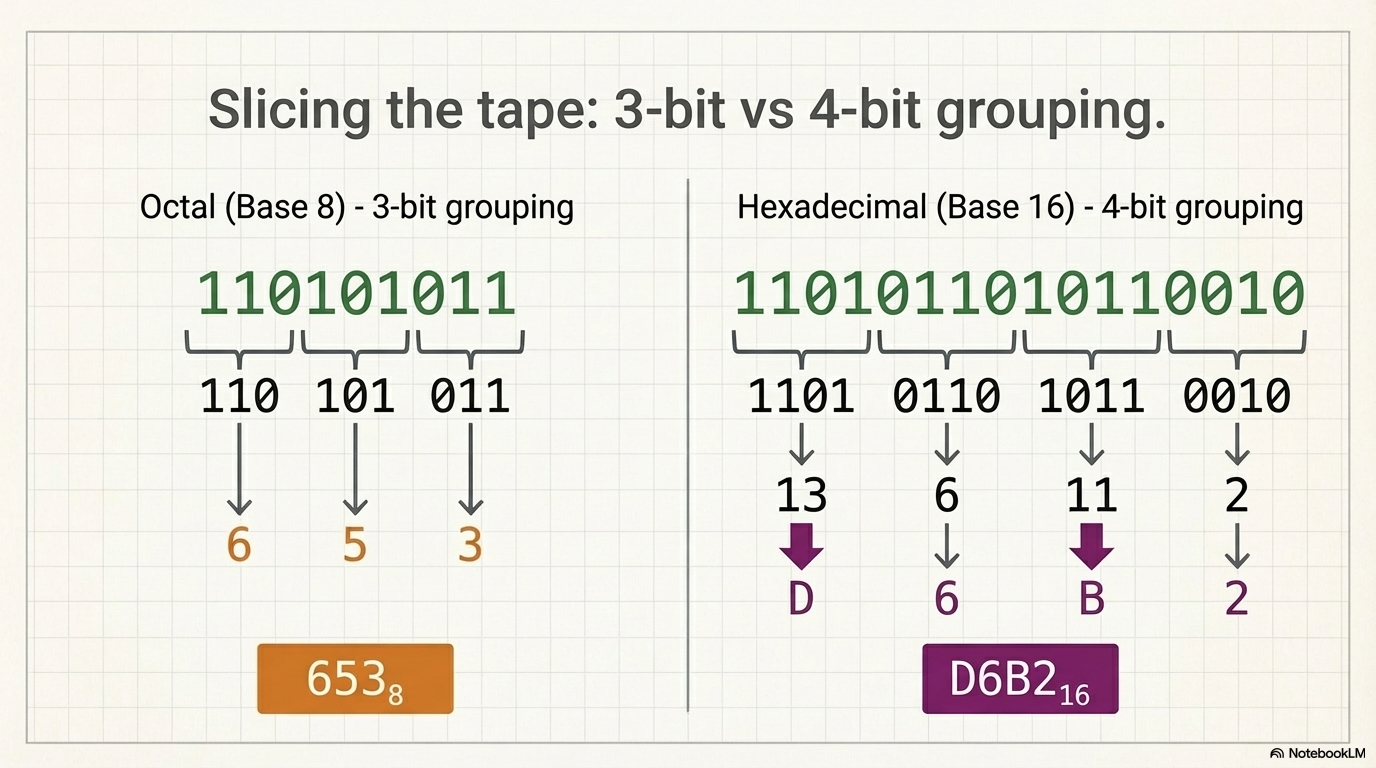 Slicing the tape: 3-bit vs 4-bit grouping.
Octal (Base 8) - 3-bit grouping
110101011
110 101 011
6 5 3
653₈
Hexadecimal (Base 16) - 4-bit grouping
1101011010110010
1101 0110 1011 0010
13 6 11 2
D 6 B 2
D6B2₁₆
NotebookLM